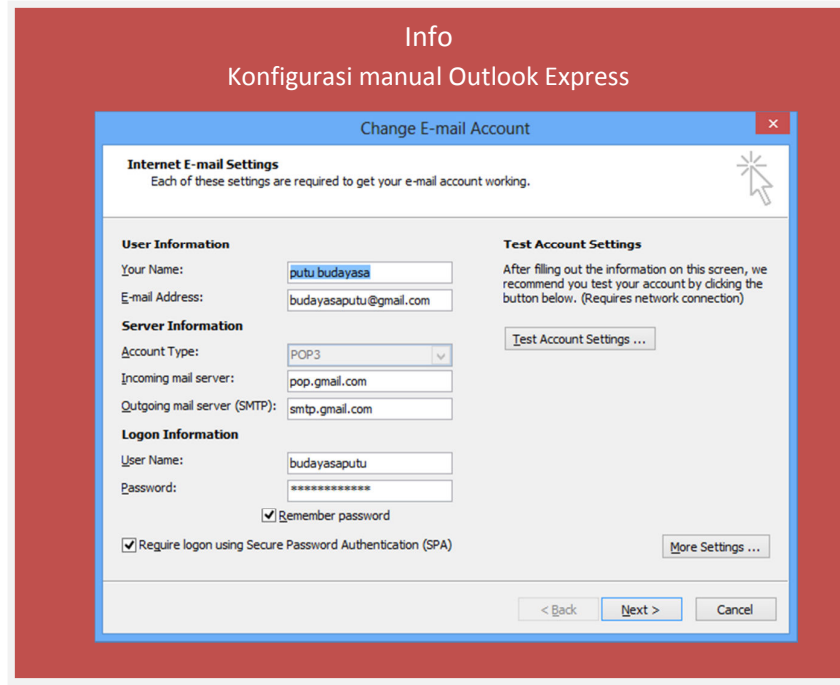 Info
Konfigurasi manual Outlook Express
Change E-mail Account
Internet E-mail Settings
Each of these settings are required to get your e-mail account working.
User Information
Your Name: putu budayasa
E-mail Address: budayasaputu@gmail.com
Server Information
Account Type: POP3
Incoming mail server: pop.gmail.com
Outgoing mail server (SMTP): smtp.gmail.com
Logon Information
User Name: budayasaputu
Password: ************
Remember password
Require logon using Secure Password Authentication (SPA)
Test Account Settings
After filling out the information on this screen, we
recommend you test your account by clicking the
button below. (Requires network connection)
Test Account Settings ...
More Settings ...
< Back Next > Cancel